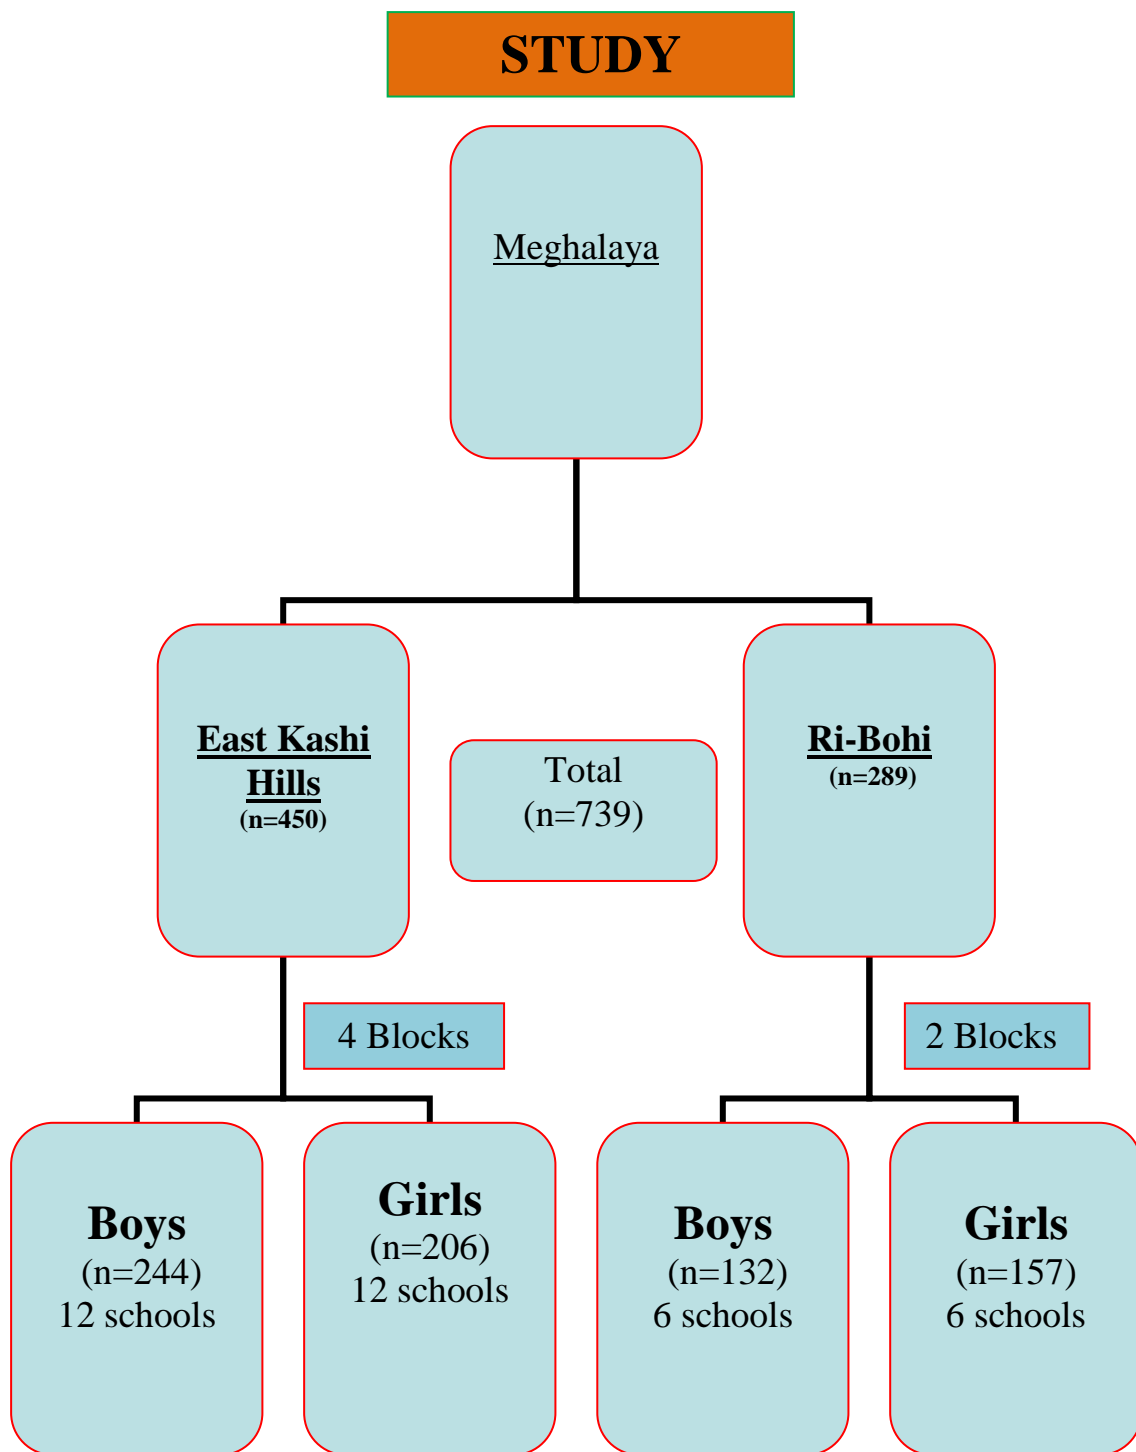 STUDY
Meghalaya
East Kashi
Hills
(n=450)
Total
(n=739)
Ri-Bohi
(n=289)
4 Blocks
2 Blocks
Boys
(n=244)
12 schools
Girls
(n=206)
12 schools
Boys
(n=132)
6 schools
Girls
(n=157)
6 schools